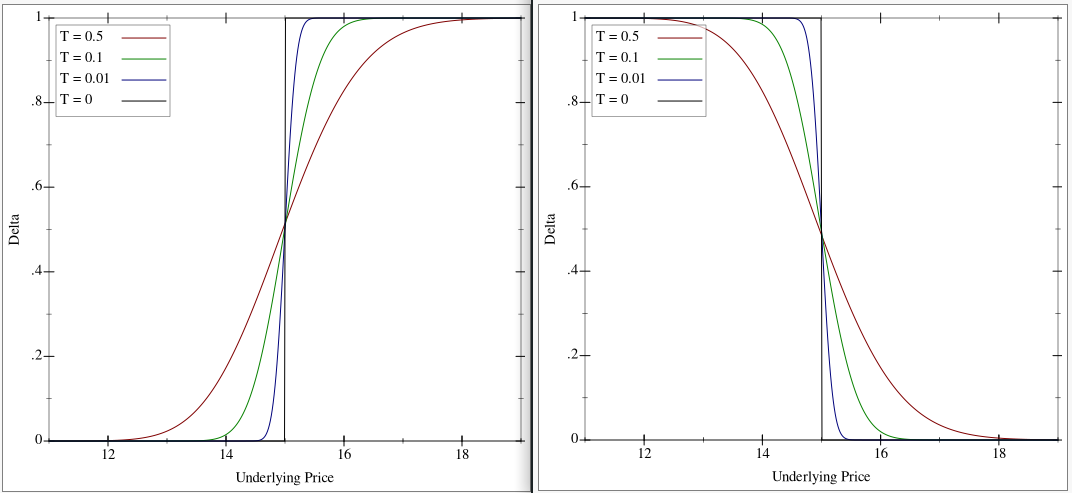 1
.8
.6
.4
.2
0
T = 0.5
T = 0.1
T = 0.01
T = 0
Delta
12
14
16
18
Underlying Price
1
.8
.6
.4
.2
0
T = 0.5
T = 0.1
T = 0.01
T = 0
Delta
12
14
16
18
Underlying Price